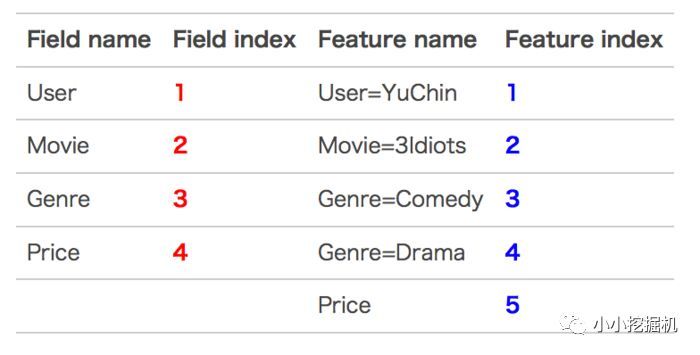 Field name Field index Feature name Feature index
User 1 User=YuChin 1
Movie 2 Movie=3Idiots 2
Genre 3 Genre=Comedy 3
Price 4 Genre=Drama 4
Price 5
小小挖掘机